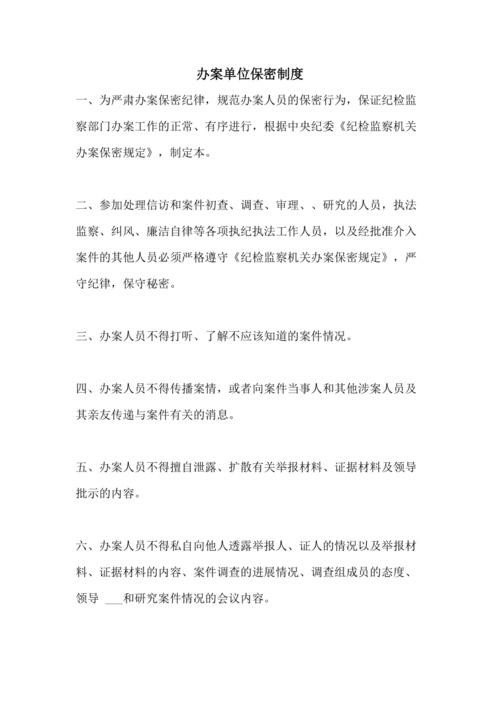 办案单位保密制度
一、为严肃办案保密纪律，规范办案人员的保密行为，保证纪检监
察部门办案工作的正常、有序进行，根据中央纪委《纪检监察机关
办案保密规定》，制定本。
二、参加处理信访和案件初查、调查、审理、、研究的人员，执法
监察、纠风、廉洁自律等各项执纪执法工作人员，以及经批准介入
案件的其他人员必须严格遵守《纪检监察机关办案保密规定》，严
守纪律，保守秘密。
三、办案人员不得打听、了解不应该知道的案件情况。
四、办案人员不得传播案情，或者向案件当事人和其他涉案人员及
其亲友传递与案件有关的消息。
五、办案人员不得擅自泄露、扩散有关举报材料、证据材料及领导
批示的内容。
六、办案人员不得私自向他人透露举报人、证人的情况以及举报材
料、证据材料的内容、案件调查的进展情况、调查组成员的态度、
领导 ___和研究案件情况的会议内容。